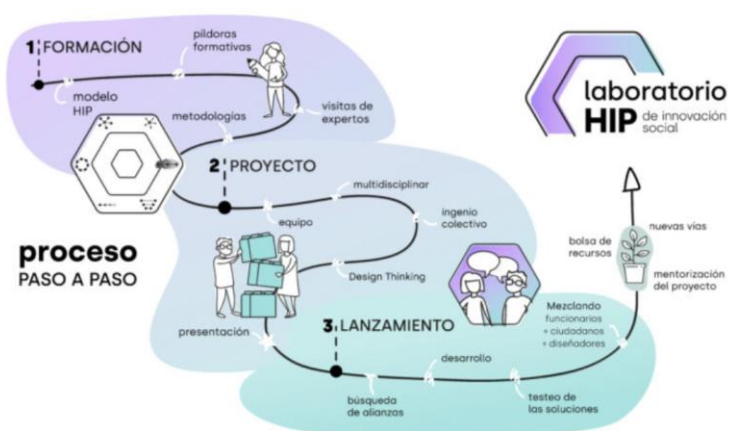 1 FORMACIÓN
píldoras
formativas
modelo
HIP
metodologías
visitas de
expertos
laboratorio
HIP de innovación
social
2 PROYECTO
multidisciplinar
equipo
ingenio
colectivo
Design Thinking
proceso
PASO A PASO
presentación
3 LANZAMIENTO
búsqueda
de alianzas
desarrollo
testeo de
las soluciones
Mezclando
funcionarios
+ ciudadanos
+ diseñadores
bolsa de
recursos
nuevas vías
mentorización
del proyecto